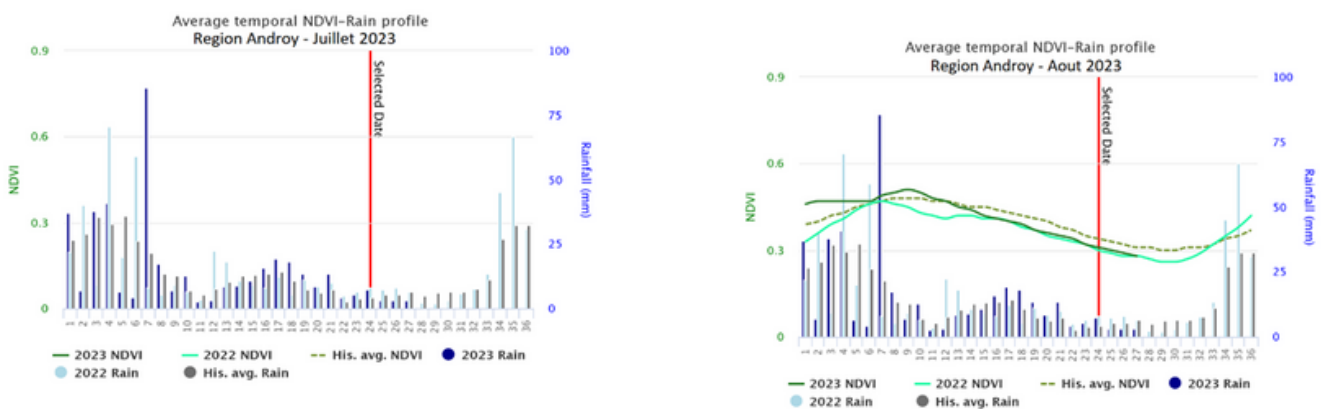 Average temporal NDVI-Rain profile
Region Androy - Juillet 2023
0.9
0.6
0.3
0
NDVI
100
75
50
25
0
Rainfall (mm)
Selected Date
1 2 3 4 5 6 7 8 9 10 11 12 13 14 15 16 17 18 19 20 21 22 23 24 25 26 27 28 29 30 31 32 33 34 35 36
2023 NDVI 2022 NDVI His. avg. NDVI 2023 Rain
2022 Rain His. avg. Rain
Average temporal NDVI-Rain profile
Region Androy - Aout 2023
0.9
0.6
0.3
0
NDVI
100
75
50
25
0
Rainfall (mm)
Selected Date
1 2 3 4 5 6 7 8 9 10 11 12 13 14 15 16 17 18 19 20 21 22 23 24 25 26 27 28 29 30 31 32 33 34 35 36
2023 NDVI 2022 NDVI His. avg. NDVI 2023 Rain
2022 Rain His. avg. Rain